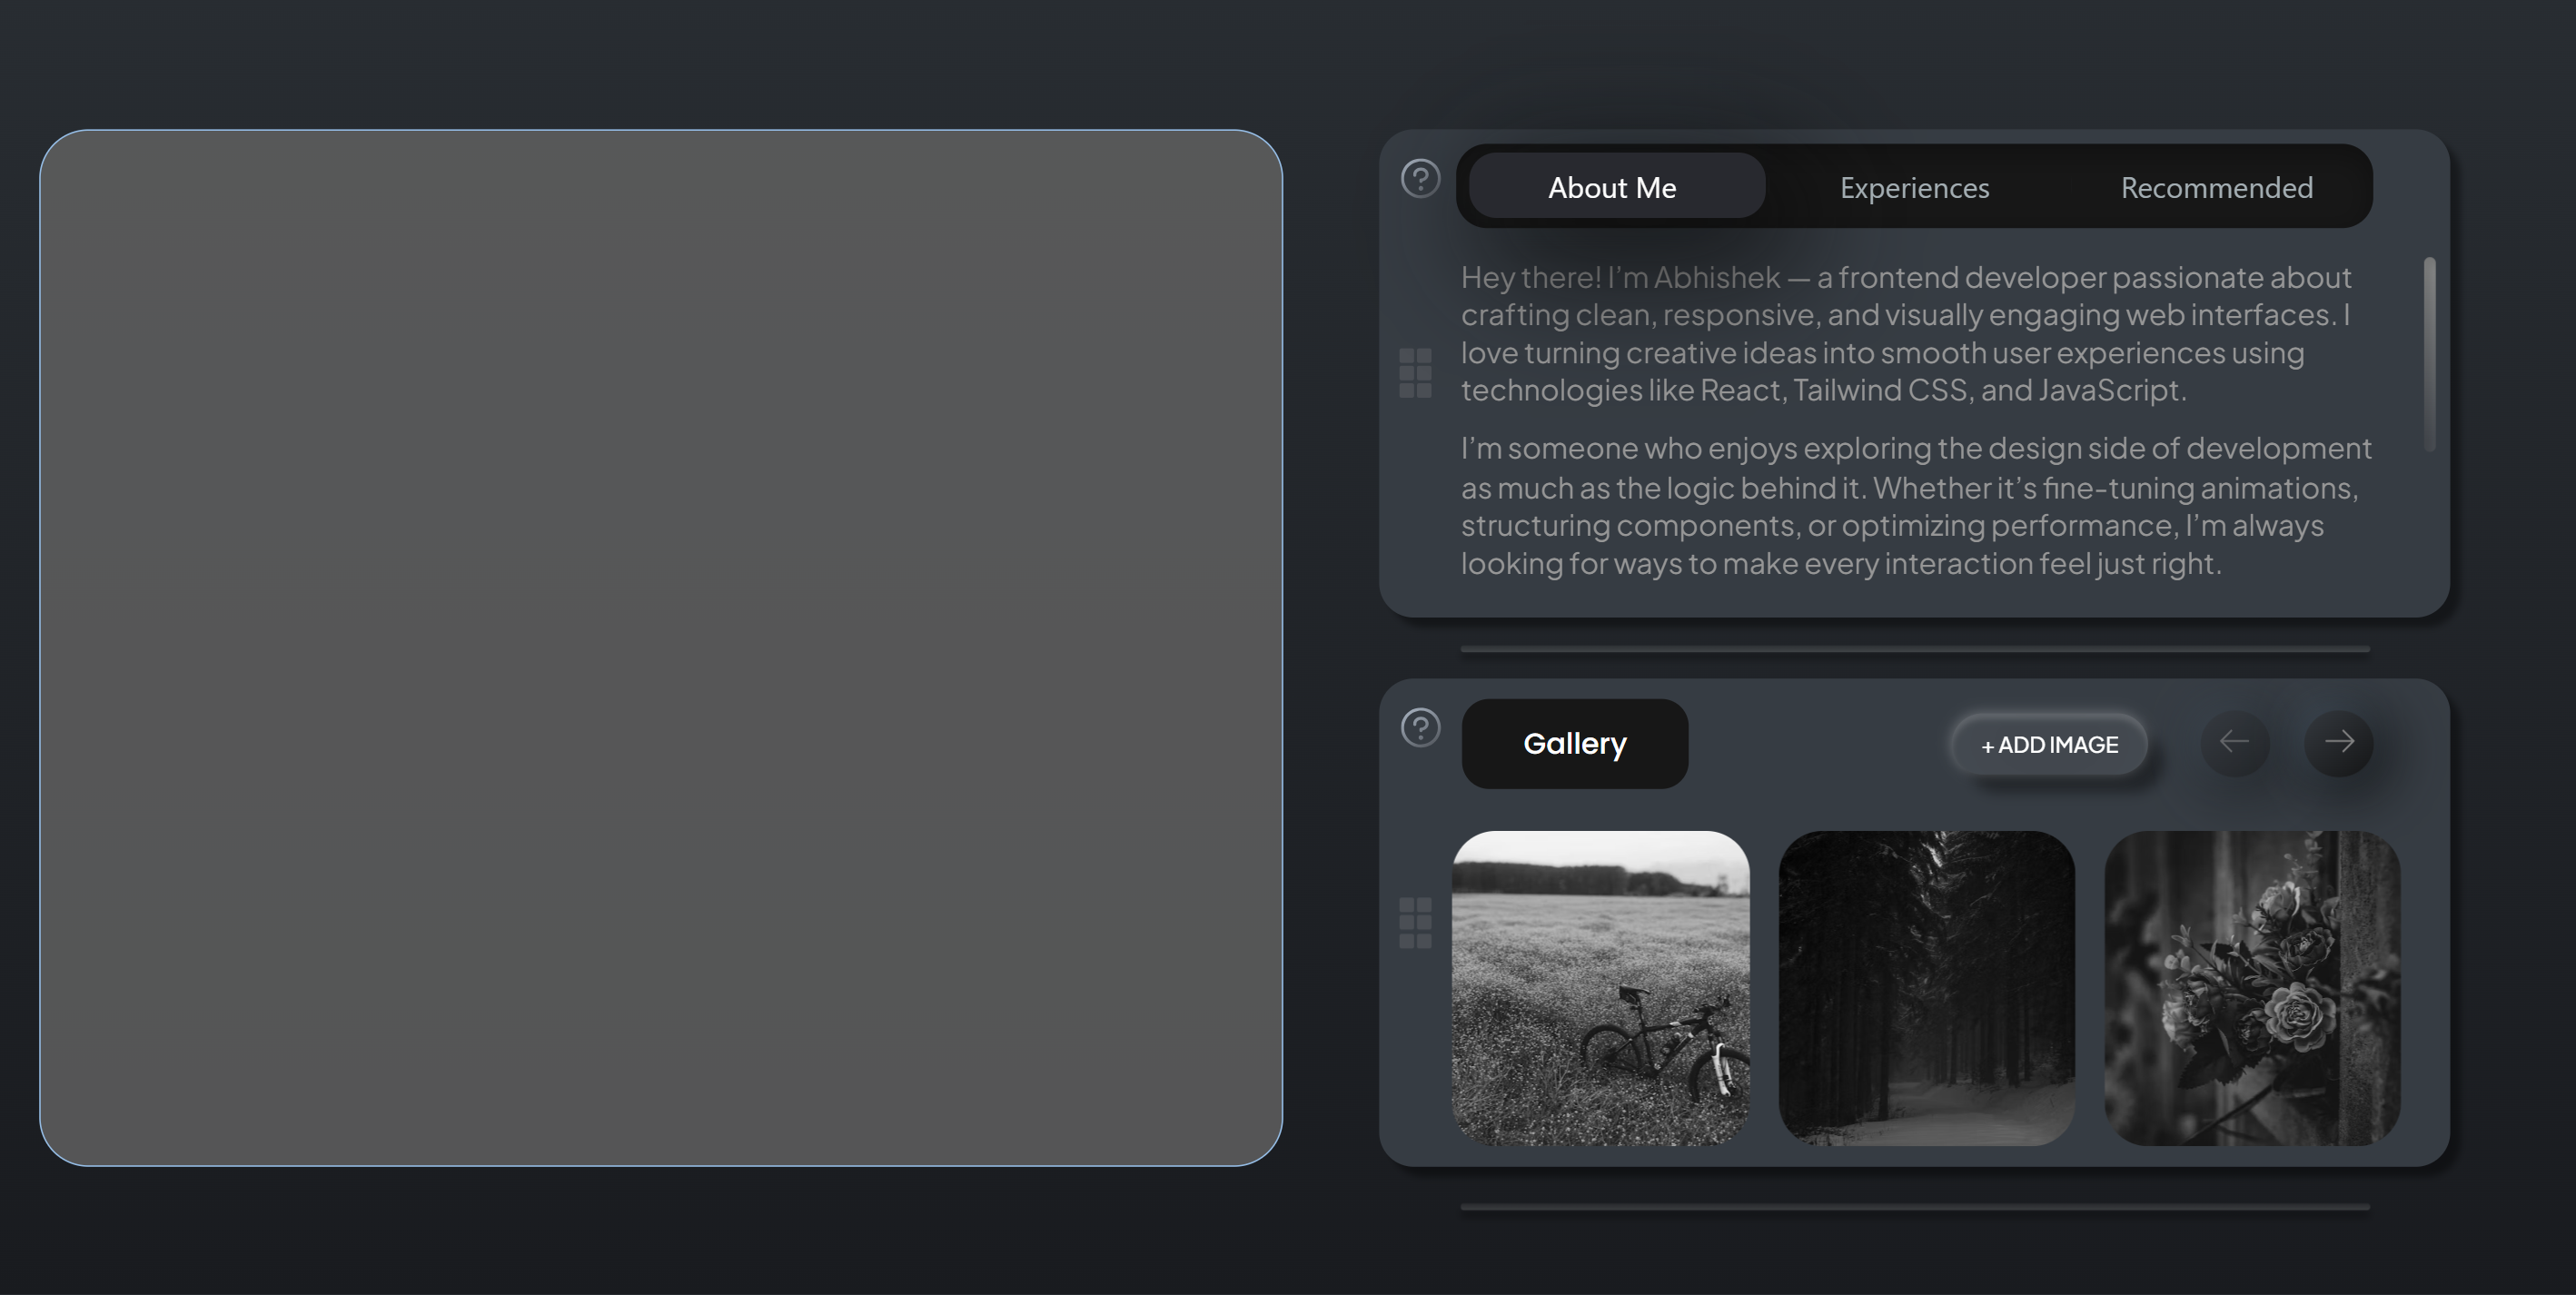 About Me
Experiences
Recommended
Hey there! I’m Abhishek — a frontend developer passionate about
crafting clean, responsive, and visually engaging web interfaces. I
love turning creative ideas into smooth user experiences using
technologies like React, Tailwind CSS, and JavaScript.
I’m someone who enjoys exploring the design side of development
as much as the logic behind it. Whether it’s fine-tuning animations,
structuring components, or optimizing performance, I’m always
looking for ways to make every interaction feel just right.
Gallery
+ ADD IMAGE